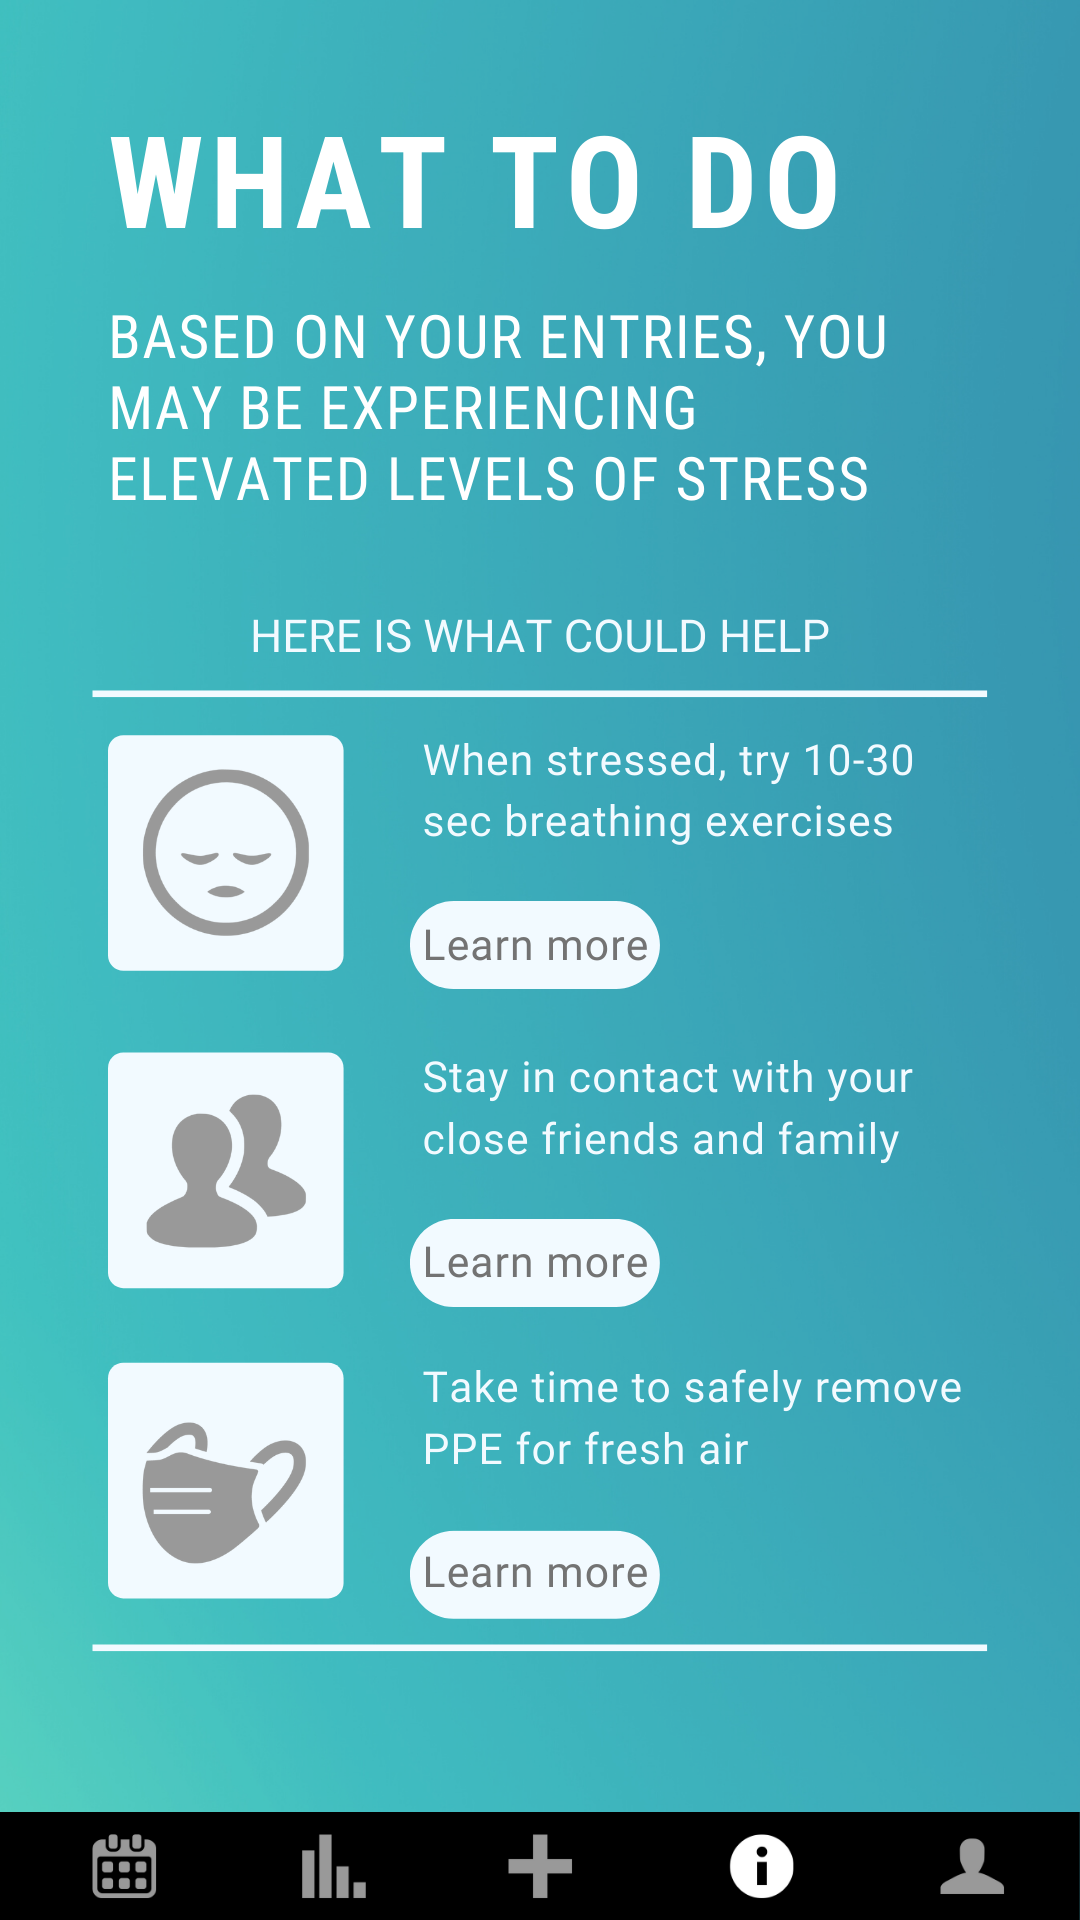 WHAT TO DO
BASED ON YOUR ENTRIES, YOU
MAY BE EXPERIENCING
ELEVATED LEVELS OF STRESS
HERE IS WHAT COULD HELP
When stressed, try 10-30
sec breathing exercises
Learn more
Stay in contact with your
close friends and family
Learn more
Take time to safely remove
PPE for fresh air
Learn more